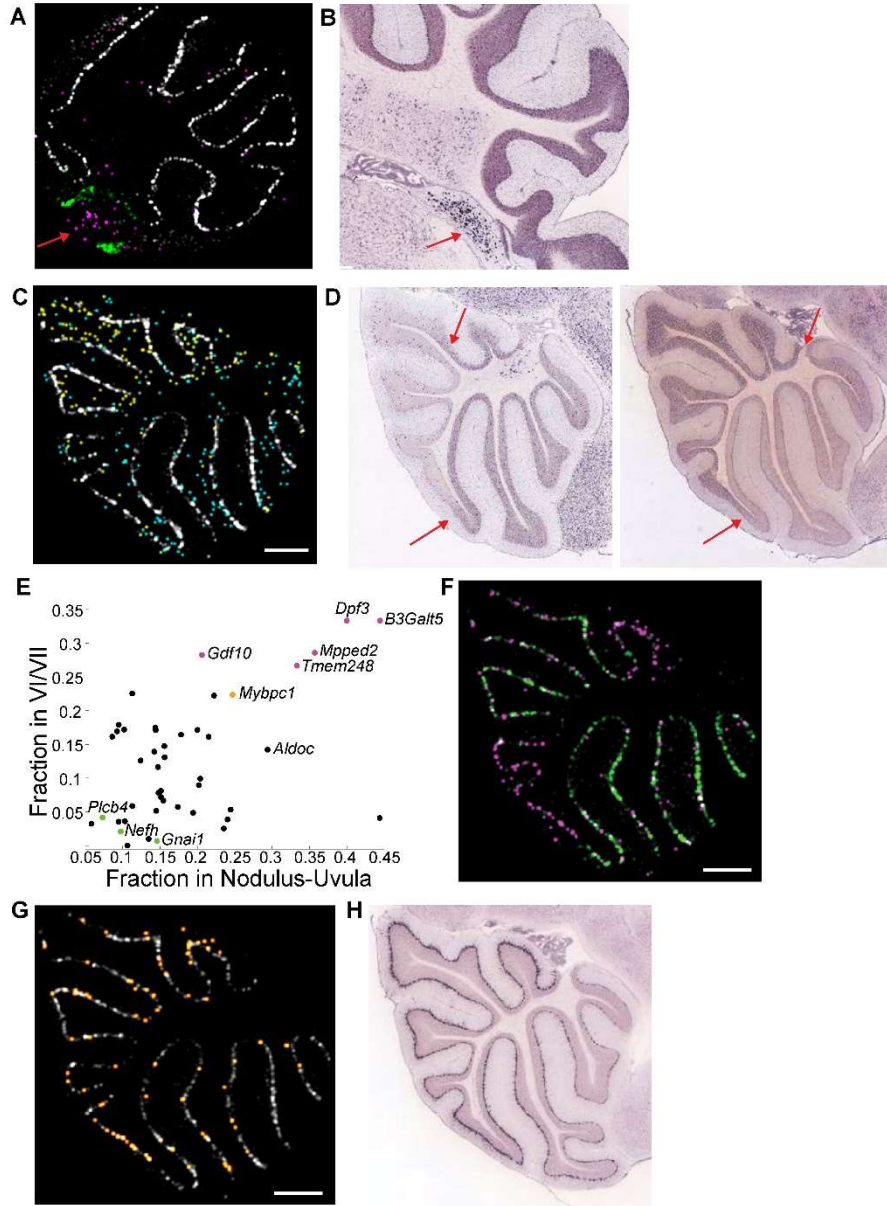 A
B
C
D
E
0.35
0.3
0.25
0.2
0.15
0.1
0.05
Fraction in VI/VII
Dpf3
B3Galt5
Gdf10
Mpped2
Tmem248
Mybpc1
Aldoc
Plcb4
Nefh
Gnai1
0.05 0.1 0.15 0.2 0.25 0.3 0.35 0.4 0.45
Fraction in Nodulus-Uvula
F
G
H